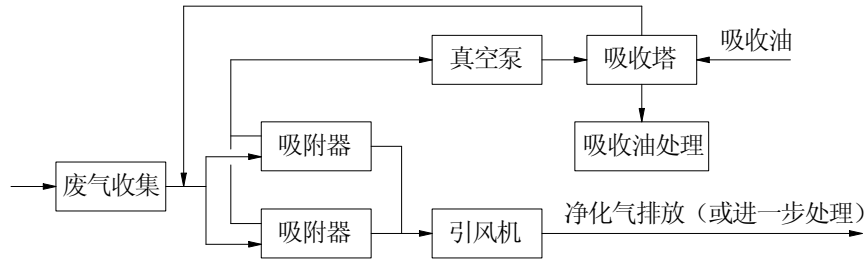 吸收油
真空泵
吸收塔
吸附器
吸收油处理
废气收集
吸附器
引风机
净化气排放（或进一步处理）